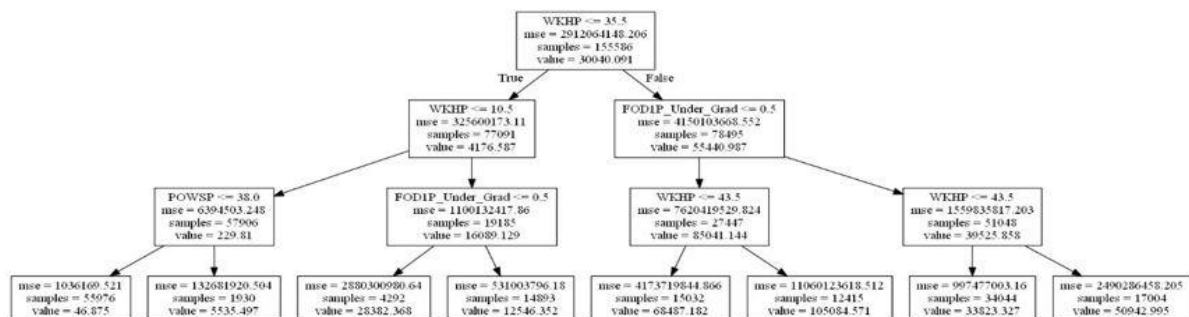 WKHP <= 35.5
mse = 2912064148.206
samples = 155586
value = 30040.091
True
False
WKHP <= 10.5
mse = 325600173.11
samples = 77091
value = 4176.587
FOD1P_Under_Grad <= 0.5
mse = 4150103668.552
samples = 78495
value = 55440.987
POWSP <= 38.0
mse = 6394503.248
samples = 57906
value = 229.81
FOD1P_Under_Grad <= 0.5
mse = 1100132417.86
samples = 19185
value = 16089.129
WKHP <= 43.5
mse = 7620419529.824
samples = 27447
value = 85041.144
WKHP <= 43.5
mse = 1559835817.203
samples = 51048
value = 39525.858
mse = 1036169.521
samples = 55976
value = 46.875
mse = 132681920.504
samples = 1930
value = 5535.497
mse = 2880300980.64
samples = 4292
value = 28382.368
mse = 531003796.18
samples = 14893
value = 12546.352
mse = 4173719844.866
samples = 15032
value = 68487.182
mse = 11060123618.512
samples = 12415
value = 105084.571
mse = 997477003.16
samples = 34044
value = 33823.327
mse = 2490286458.205
samples = 17004
value = 50942.995